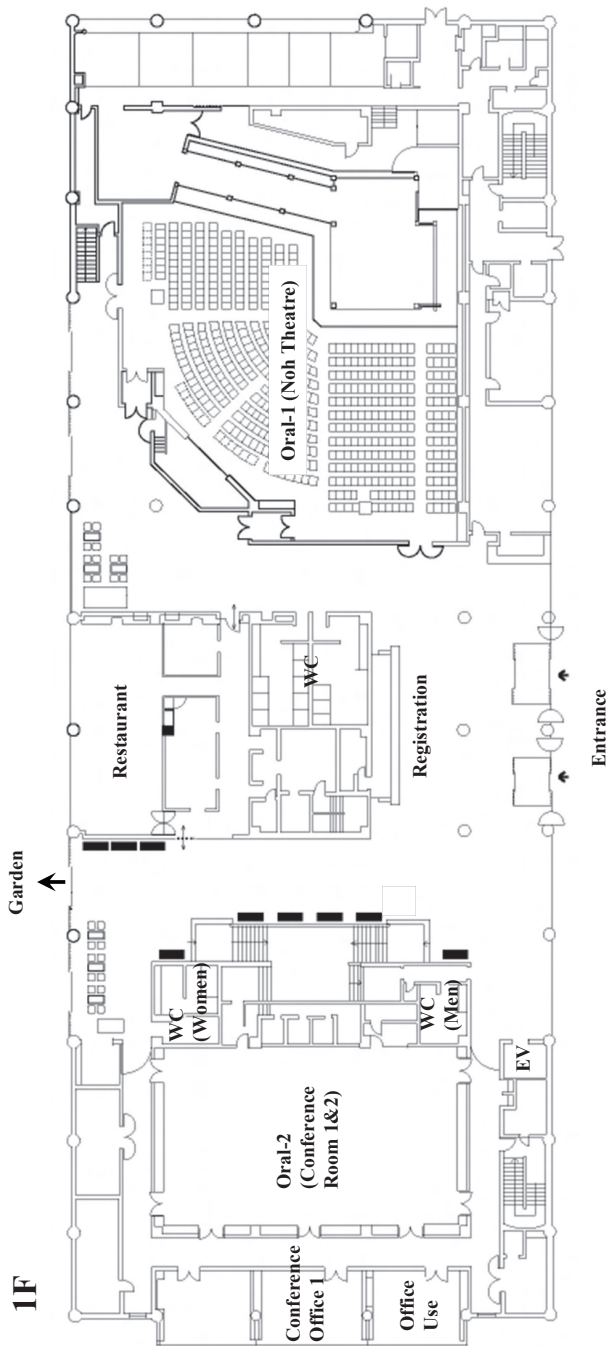 1F
Garden
Restaurant
WC
Registration
Entrance
Oral-1 (Noh Theatre)
WC
(Women)
WC
(Men)
EV
Oral-2
(Conference
Room 1&2)
Conference
Office 1
Office
Use